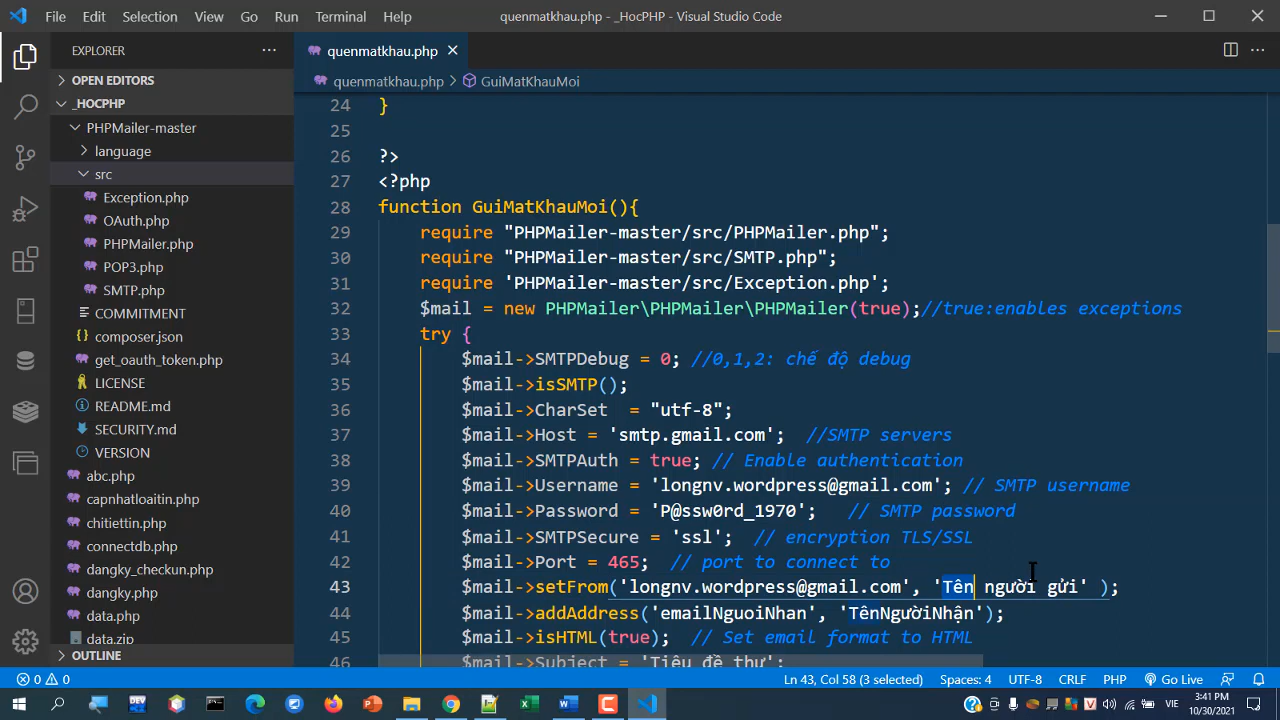 File Edit Selection View Go Run Terminal Help quenmatkhau.php - _HocPHP - Visual Studio Code
EXPLORER
OPEN EDITORS
_HOCPHP
PHPMailer-master
language
src
Exception.php
OAuth.php
PHPMailer.php
POP3.php
SMTP.php
COMMITMENT
composer.json
get_oauth_token.php
LICENSE
README.md
SECURITY.md
VERSION
abc.php
capnhatloaitin.php
chitiettin.php
connectdb.php
dangky_checkun.php
dangky.php
data.php
data.zip
OUTLINE
quenmatkhau.php
quenmatkhau.php > GuiMatKhauMoi
24 }
25
26 ?>
27 <?php
28 function GuiMatKhauMoi(){
29 require "PHPMailer-master/src/PHPMailer.php";
30 require "PHPMailer-master/src/SMTP.php";
31 require 'PHPMailer-master/src/Exception.php';
32 $mail = new PHPMailer\PHPMailer\PHPMailer(true);//true:enables exceptions
33 try {
34 $mail->SMTPDebug = 0; //0,1,2: chế độ debug
35 $mail->isSMTP();
36 $mail->CharSet  = "utf-8";
37 $mail->Host = 'smtp.gmail.com';  //SMTP servers
38 $mail->SMTPAuth = true; // Enable authentication
39 $mail->Username = 'longnv.wordpress@gmail.com'; // SMTP username
40 $mail->Password = 'P@ssw0rd_1970';   // SMTP password
41 $mail->SMTPSecure = 'ssl';  // encryption TLS/SSL
42 $mail->Port = 465;  // port to connect to
43 $mail->setFrom('longnv.wordpress@gmail.com', 'Tên người gửi' );
44 $mail->addAddress('emailNguoiNhan', 'TênNgườiNhận');
45 $mail->isHTML(true);  // Set email format to HTML
46 $mail->Subject = 'Tiêu đề thư';
0 0 Ln 43, Col 58 (3 selected) Spaces: 4 UTF-8 CRLF PHP Go Live
VIE 3:41 PM
10/30/2021